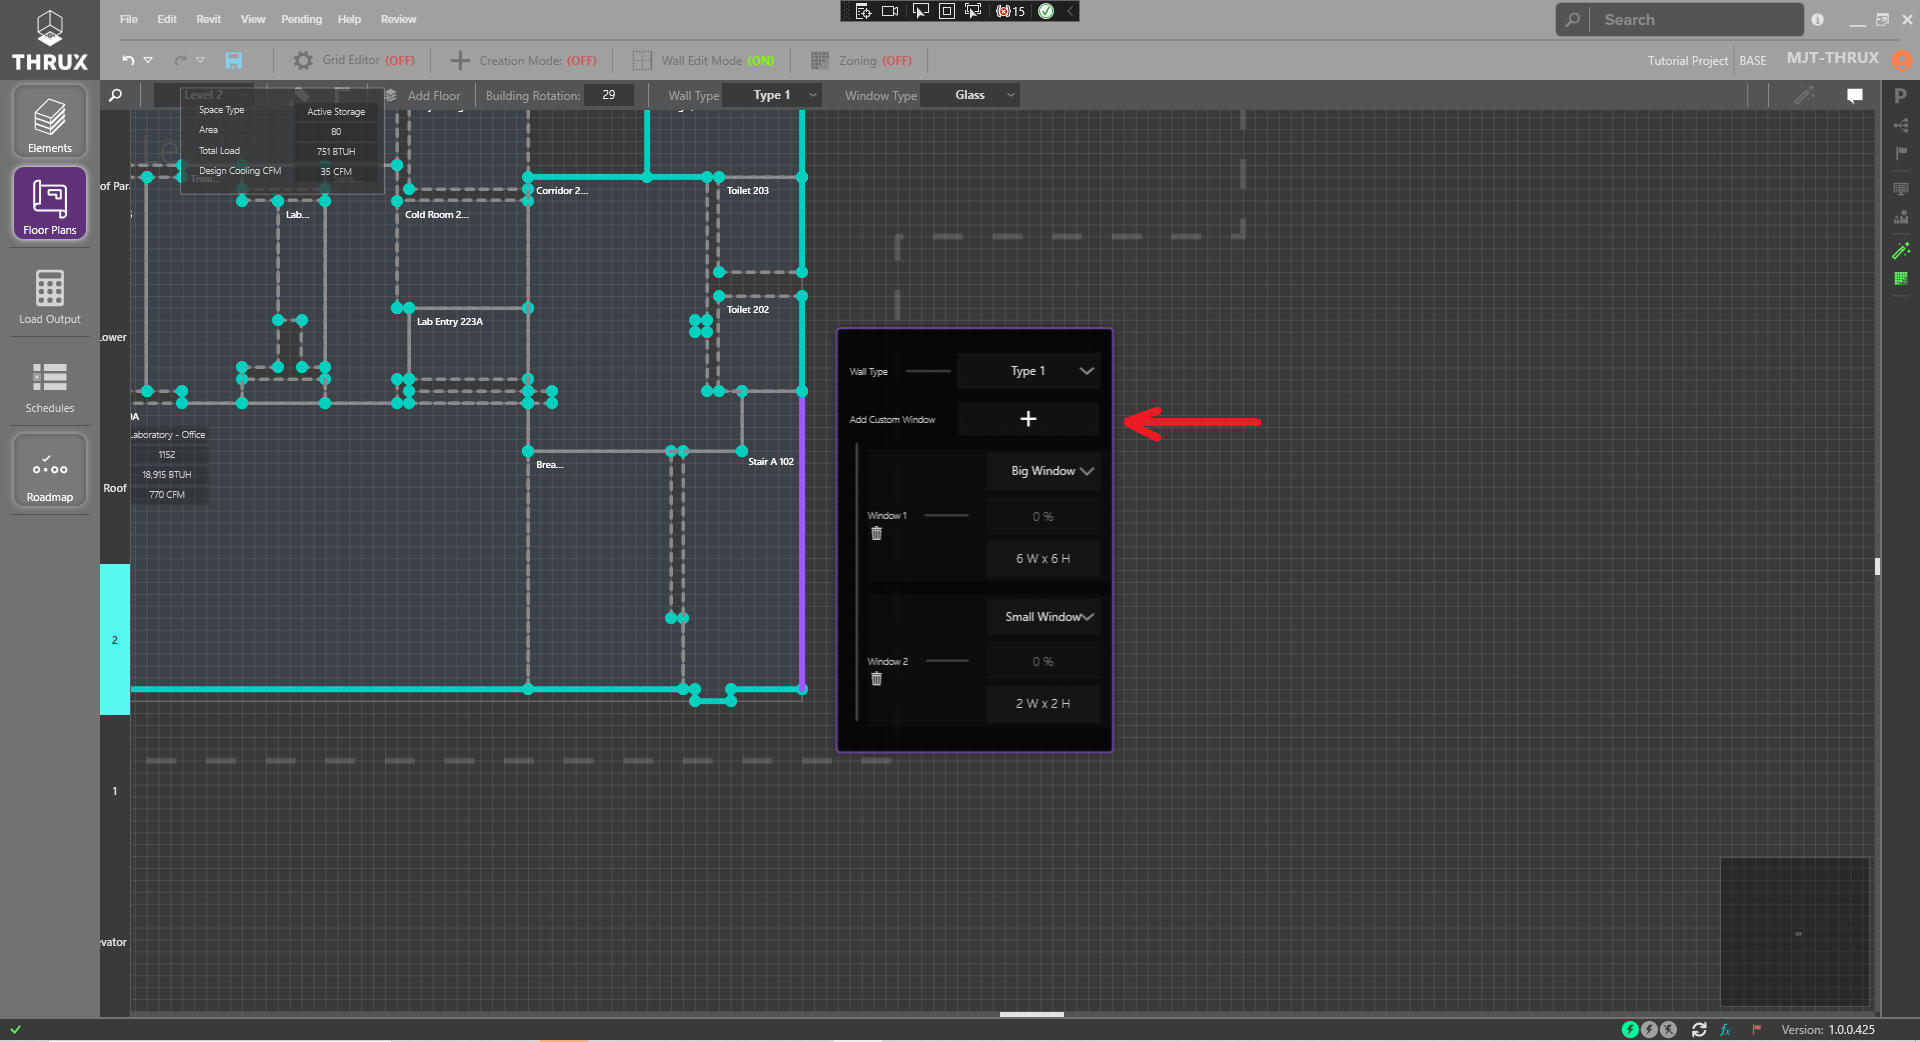 File Edit Revit View Pending Help Review
15
Search
THRUX
Grid Editor (OFF)
Creation Mode: (OFF)
Wall Edit Mode (ON)
Zoning (OFF)
Tutorial Project BASE MJT-THRUX
Level 2
Add Floor
Building Rotation: 29
Wall Type Type 1
Window Type Glass
Space Type Active Storage
Area 80
Total Load 751 BTUH
Design Cooling CFM 35 CFM
Elements
Floor Plans
Load Output
Schedules
Roadmap
of Par
Lower
Roof
2
1
evator
Lab...
Cold Room 2...
Corridor 2...
Toilet 203
Toilet 202
Lab Entry 223A
Brea...
Stair A 102
0A
Laboratory - Office
1152
18,915 BTUH
770 CFM
Wall Type Type 1
Add Custom Window +
Big Window
Window 1 0 %
6 W x 6 H
Small Window
Window 2 0 %
2 W x 2 H
P
fx
Version: 1.0.0.425